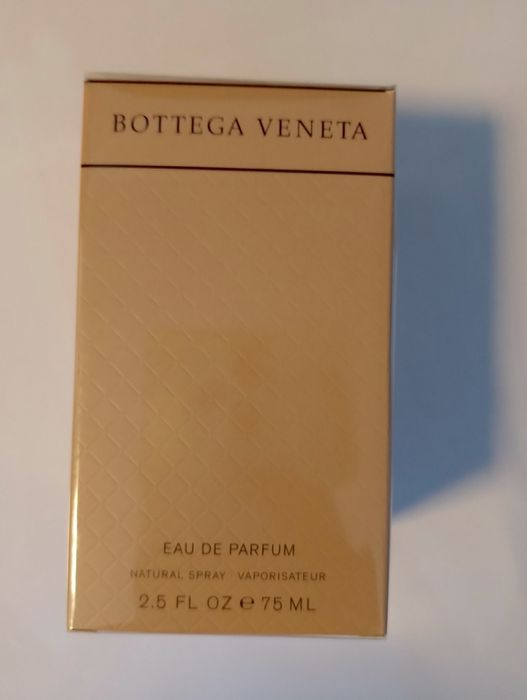 BOTTEGA VENETA
EAU DE PARFUM
NATURAL SPRAY · VAPORISATEUR
2.5 FL OZ ℮ 75 ML